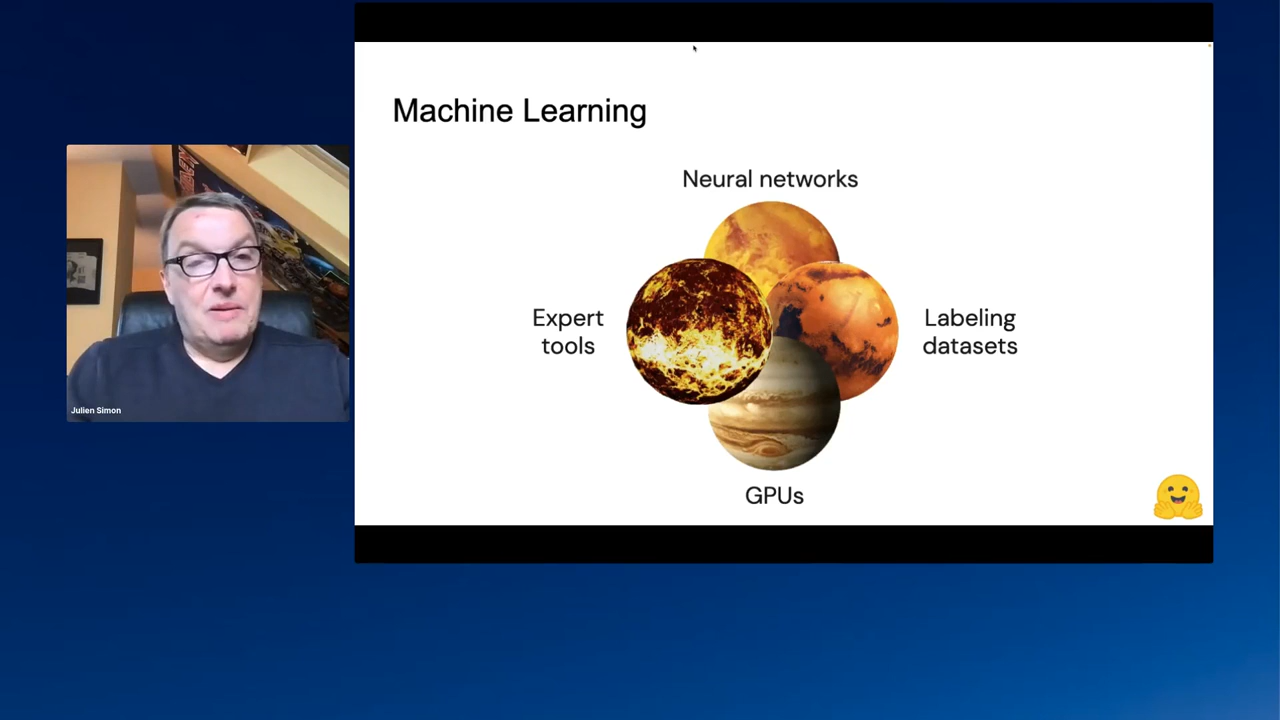 Machine Learning
Neural networks
Expert
tools
Labeling
datasets
GPUs
Julien Simon